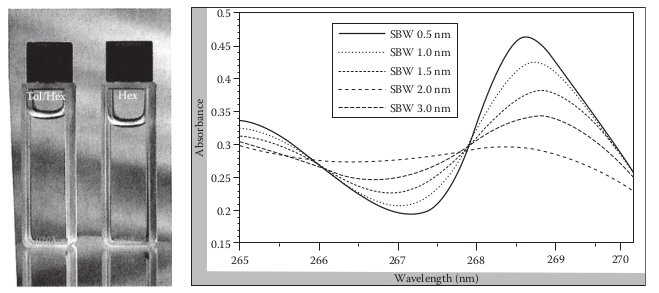 Tol/Hex
Hex
0.5
0.45
0.4
0.35
0.3
0.25
0.2
0.15
Absorbance
SBW 0.5 nm
SBW 1.0 nm
SBW 1.5 nm
SBW 2.0 nm
SBW 3.0 nm
265
266
267
268
269
270
Wavelength (nm)